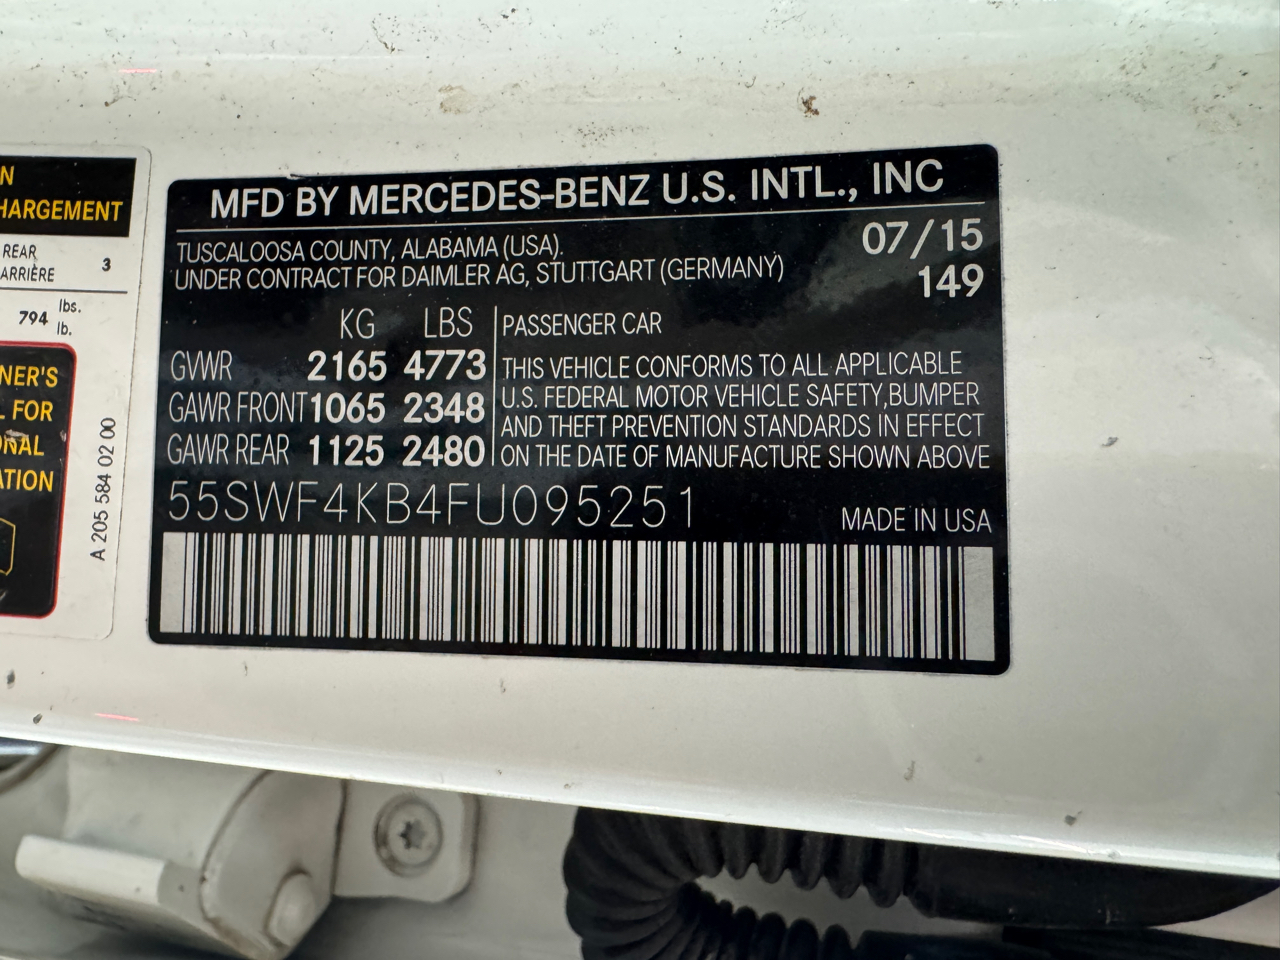 N
HARGEMENT
REAR
ARRIÈRE
3
794
lbs.
lb.
NER'S
L FOR
ONAL
ATION
A 205 584 02 00
MFD BY MERCEDES-BENZ U.S. INTL., INC
TUSCALOOSA COUNTY, ALABAMA (USA).
UNDER CONTRACT FOR DAIMLER AG, STUTTGART (GERMANY)
07/15
149
KG LBS
GVWR 2165 4773
GAWR FRONT 1065 2348
GAWR REAR 1125 2480
PASSENGER CAR
THIS VEHICLE CONFORMS TO ALL APPLICABLE
U.S. FEDERAL MOTOR VEHICLE SAFETY,BUMPER
AND THEFT PREVENTION STANDARDS IN EFFECT
ON THE DATE OF MANUFACTURE SHOWN ABOVE
55SWF4KB4FU095251
MADE IN USA